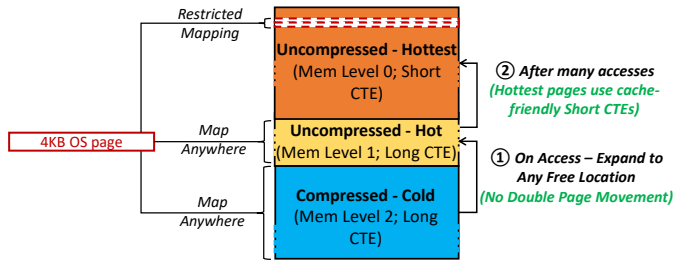 Restricted
Mapping
Uncompressed - Hottest
(Mem Level 0; Short
CTE)
② After many accesses
(Hottest pages use cache-
friendly Short CTEs)
4KB OS page
Map
Anywhere
Uncompressed - Hot
(Mem Level 1; Long CTE)
① On Access – Expand to
Any Free Location
(No Double Page Movement)
Map
Anywhere
Compressed - Cold
(Mem Level 2; Long
CTE)